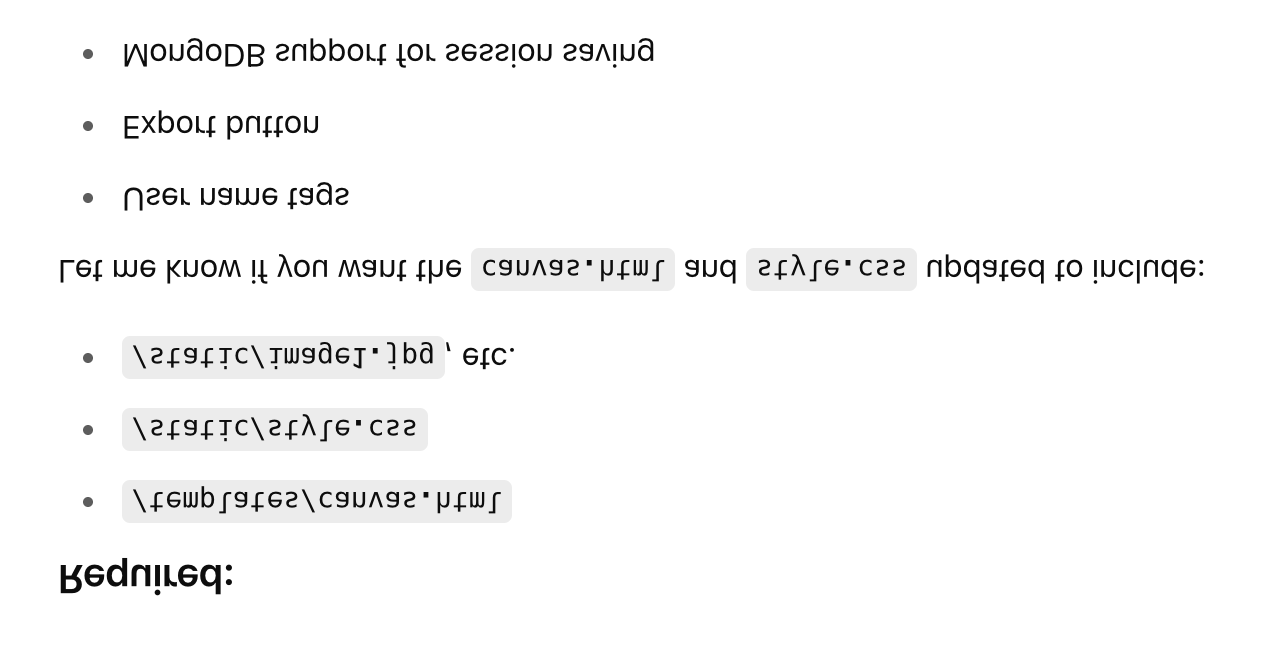 Required:
/templates/canvas.html
/static/style.css
/static/image1.jpg, etc.
Let me know if you want the canvas.html and style.css updated to include:
User name tags
Export button
MongoDB support for session saving